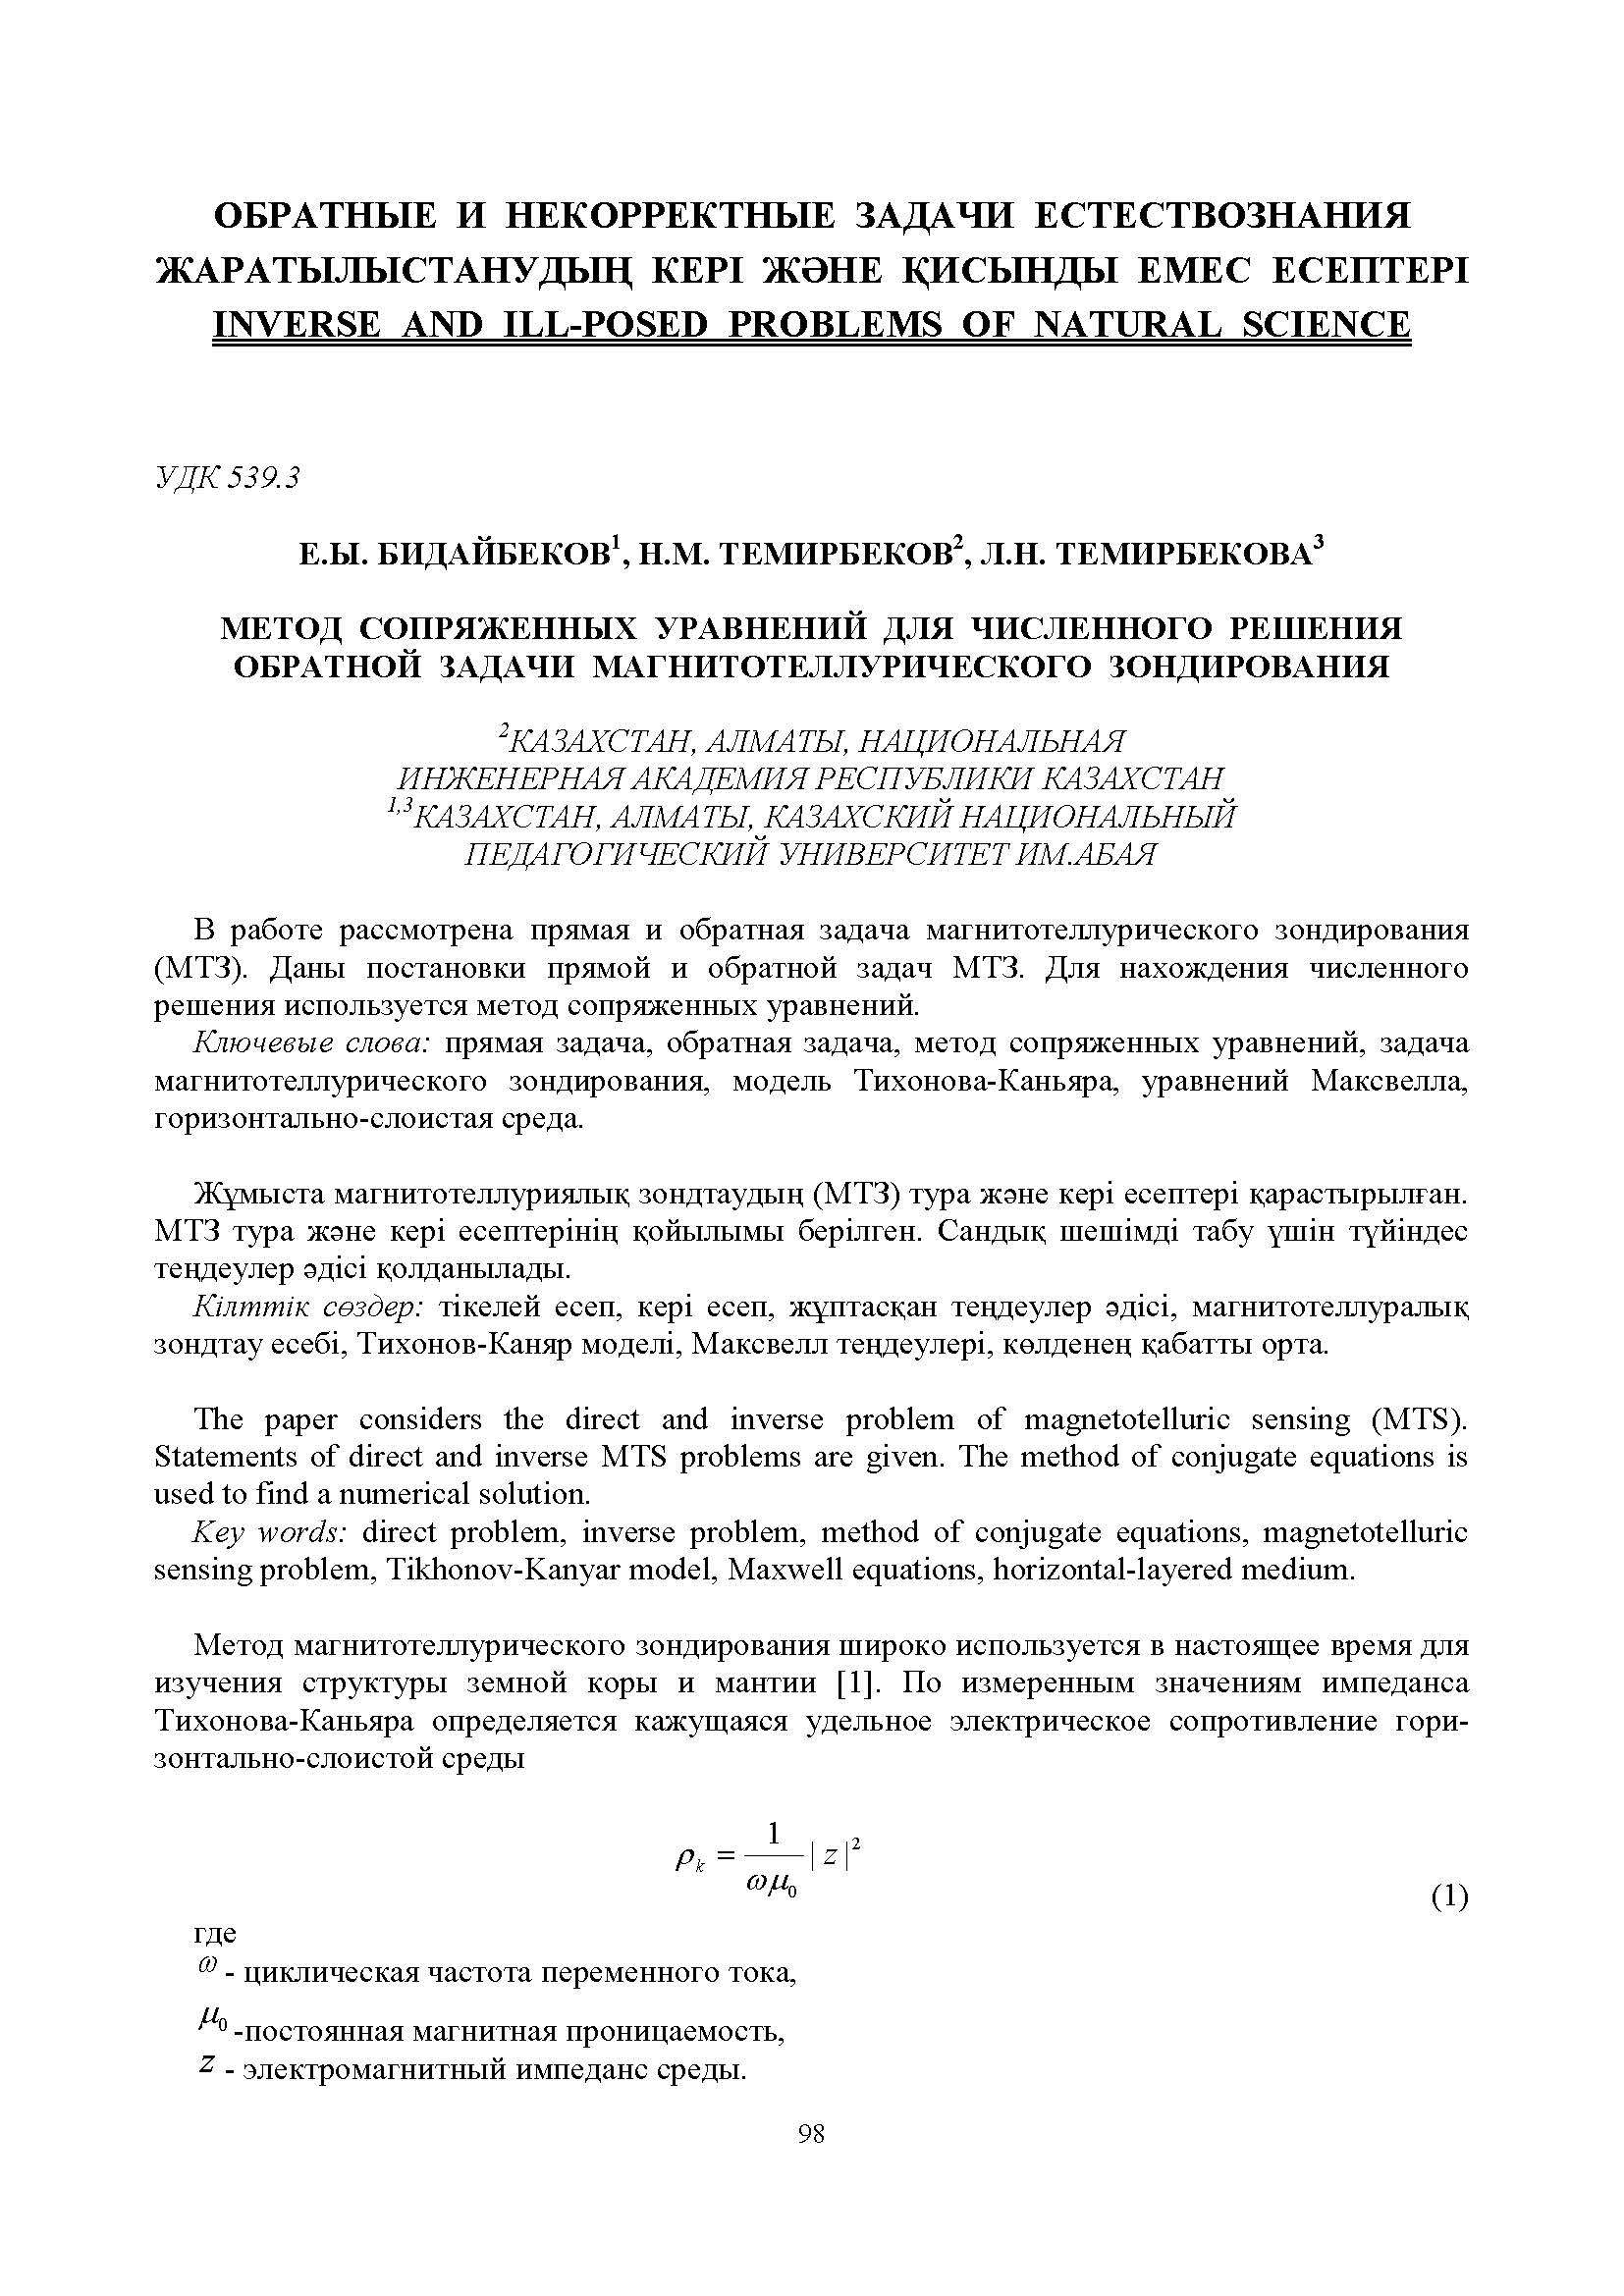 ОБРАТНЫЕ И НЕКОРРЕКТНЫЕ ЗАДАЧИ ЕСТЕСТВОЗНАНИЯ
ЖАРАТЫЛЫСТАНУДЫҢ КЕРІ ЖӘНЕ ҚИСЫНДЫ ЕМЕС ЕСЕПТЕРІ
INVERSE AND ILL-POSED PROBLEMS OF NATURAL SCIENCE
УДК 539.3
Е.Ы. БИДАЙБЕКОВ¹, Н.М. ТЕМИРБЕКОВ², Л.Н. ТЕМИРБЕКОВА³
МЕТОД СОПРЯЖЕННЫХ УРАВНЕНИЙ ДЛЯ ЧИСЛЕННОГО РЕШЕНИЯ
ОБРАТНОЙ ЗАДАЧИ МАГНИТОТЕЛЛУРИЧЕСКОГО ЗОНДИРОВАНИЯ
²КАЗАХСТАН, АЛМАТЫ, НАЦИОНАЛЬНАЯ
ИНЖЕНЕРНАЯ АКАДЕМИЯ РЕСПУБЛИКИ КАЗАХСТАН
¹,³КАЗАХСТАН, АЛМАТЫ, КАЗАХСКИЙ НАЦИОНАЛЬНЫЙ
ПЕДАГОГИЧЕСКИЙ УНИВЕРСИТЕТ ИМ.АБАЯ
В работе рассмотрена прямая и обратная задача магнитотеллурического зондирования
(МТЗ). Даны постановки прямой и обратной задач МТЗ. Для нахождения численного
решения используется метод сопряженных уравнений.
Ключевые слова: прямая задача, обратная задача, метод сопряженных уравнений, задача
магнитотеллурического зондирования, модель Тихонова-Каньяра, уравнений Максвелла,
горизонтально-слоистая среда.
Жұмыста магнитотеллуриялық зондтаудың (МТЗ) тура және кері есептері қарастырылған.
МТЗ тура және кері есептерінің қойылымы берілген. Сандық шешімді табу үшін түйіндес
теңдеулер әдісі қолданылады.
Кілттік сөздер: тікелей есеп, кері есеп, жұптасқан теңдеулер әдісі, магнитотеллуралық
зондтау есебі, Тихонов-Каняр моделі, Максвелл теңдеулері, көлденең қабатты орта.
The paper considers the direct and inverse problem of magnetotelluric sensing (MTS).
Statements of direct and inverse MTS problems are given. The method of conjugate equations is
used to find a numerical solution.
Key words: direct problem, inverse problem, method of conjugate equations, magnetotelluric
sensing problem, Tikhonov-Kanyar model, Maxwell equations, horizontal-layered medium.
Метод магнитотеллурического зондирования широко используется в настоящее время для
изучения структуры земной коры и мантии [1]. По измеренным значениям импеданса
Тихонова-Каньяра определяется кажущаяся удельное электрическое сопротивление гори-
зонтально-слоистой среды
ρₖ = 1/(ωμ₀) | z |²
(1)
где
ω - циклическая частота переменного тока,
μ₀ -постоянная магнитная проницаемость,
z - электромагнитный импеданс среды.
98